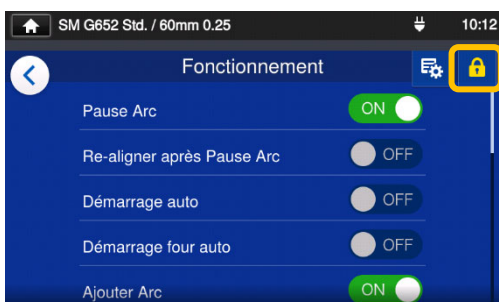 SM G652 Std. / 60mm 0.25 10:12
Fonctionnement
Pause Arc ON
Re-aligner après Pause Arc OFF
Démarrage auto OFF
Démarrage four auto OFF
Ajouter Arc ON